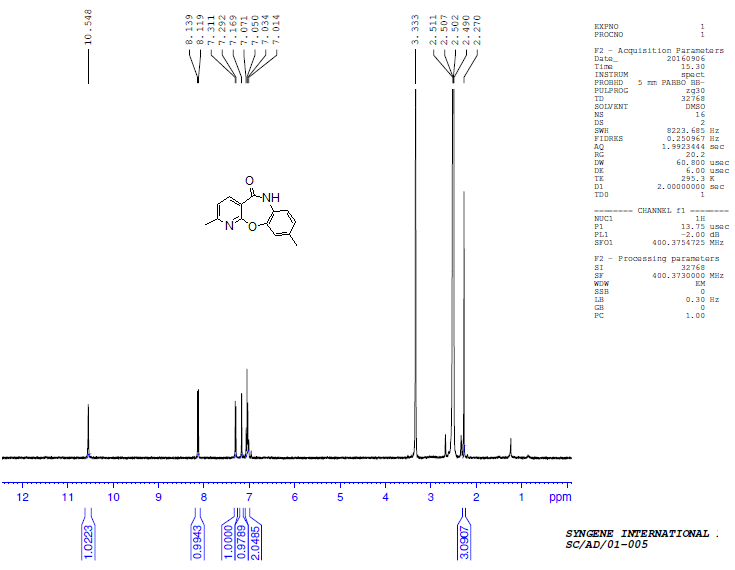 10.548
8.139
8.119
7.311
7.292
7.169
7.071
7.050
7.034
7.014
3.333
2.511
2.507
2.502
2.490
2.270
EXPNO 1
PROCNO 1
F2 - Acquisition Parameters
Date_ 20160906
Time 15.30
INSTRUM spect
PROBHD 5 mm PABBO BB-
PULPROG zg30
TD 32768
SOLVENT DMSO
NS 16
DS 2
SWH 8223.685 Hz
FIDRES 0.250967 Hz
AQ 1.9923444 sec
RG 20.2
DW 60.800 usec
DE 6.00 usec
TE 295.3 K
D1 2.00000000 sec
TD0 1
======== CHANNEL f1 ========
NUC1 1H
P1 13.75 usec
PL1 -2.00 dB
SFO1 400.3754725 MHz
F2 - Processing parameters
SI 32768
SF 400.3730000 MHz
WDW EM
SSB 0
LB 0.30 Hz
GB 0
PC 1.00
O
NH
N
O
12 11 10 9 8 7 6 5 4 3 2 1 ppm
1.0223
0.9943
1.0000
0.9789
2.0485
3.0907
SYNGENE INTERNATIONAL
SC/AD/01-005